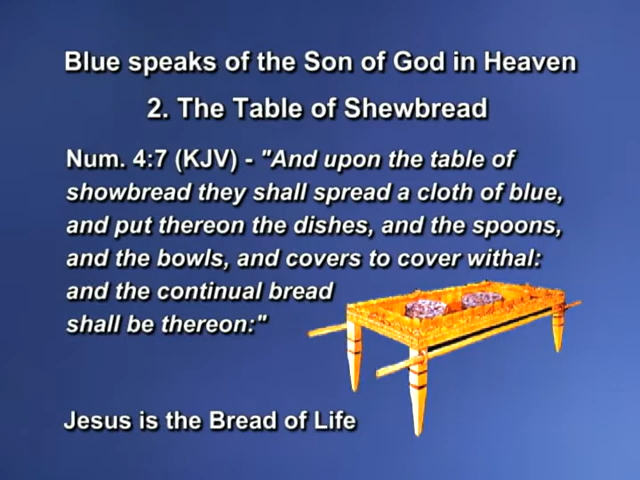 Blue speaks of the Son of God in Heaven
2. The Table of Shewbread
Num. 4:7 (KJV) - "And upon the table of
showbread they shall spread a cloth of blue,
and put thereon the dishes, and the spoons,
and the bowls, and covers to cover withal:
and the continual bread
shall be thereon:"
Jesus is the Bread of Life